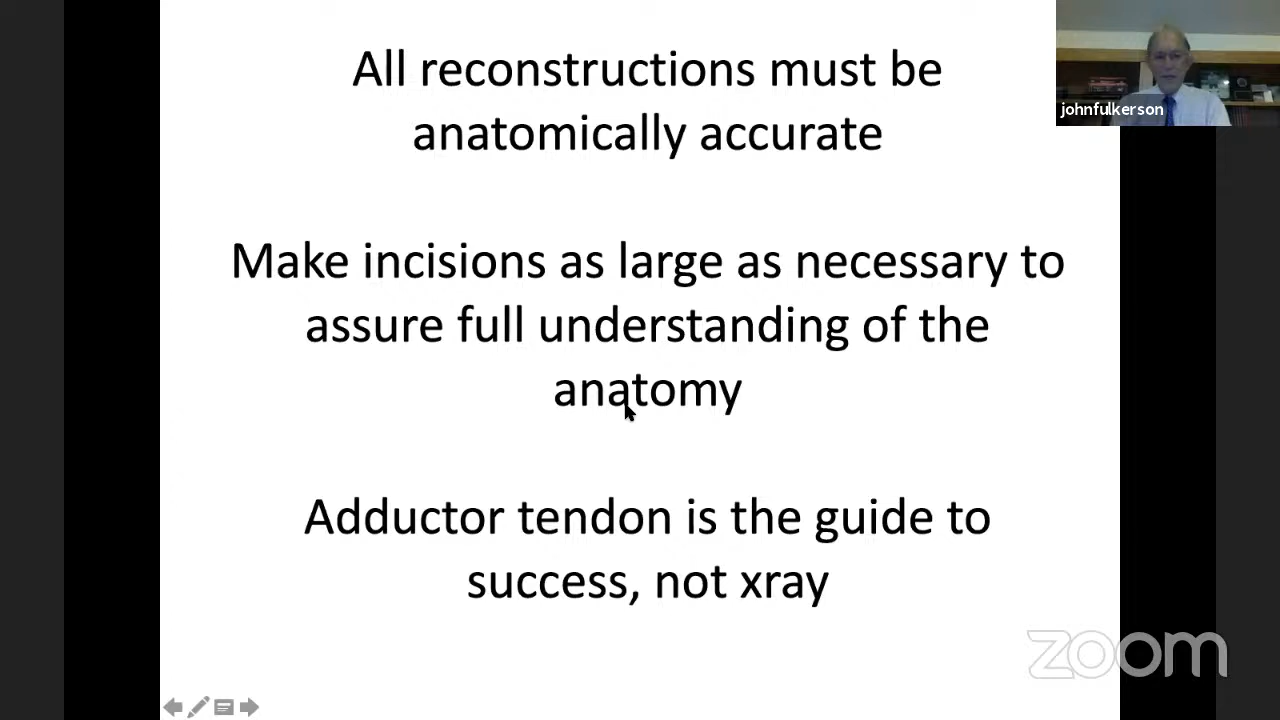 All reconstructions must be
anatomically accurate
johnfulkerson
Make incisions as large as necessary to
assure full understanding of the
anatomy
Adductor tendon is the guide to
success, not xray
zoom